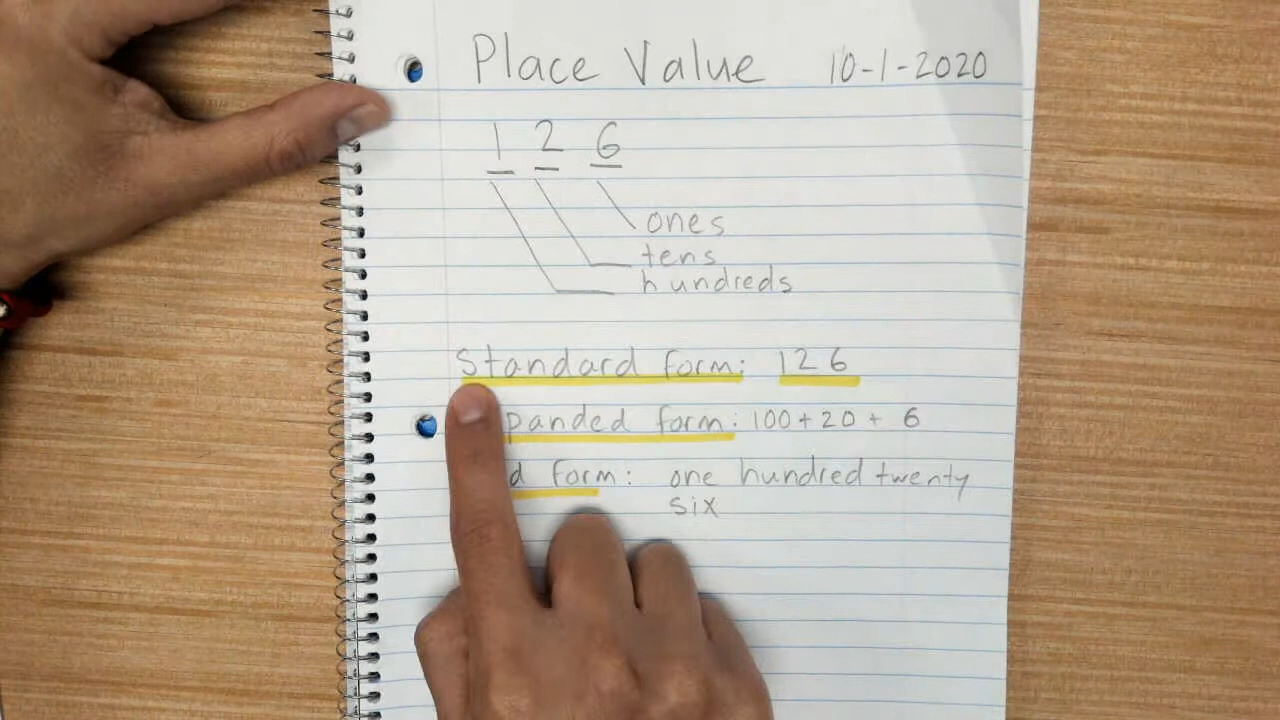 Place Value 10-1-2020
1 2 6
ones
tens
hundreds
Standard form: 126
panded form: 100+20+ 6
d form: one hundred twenty
six